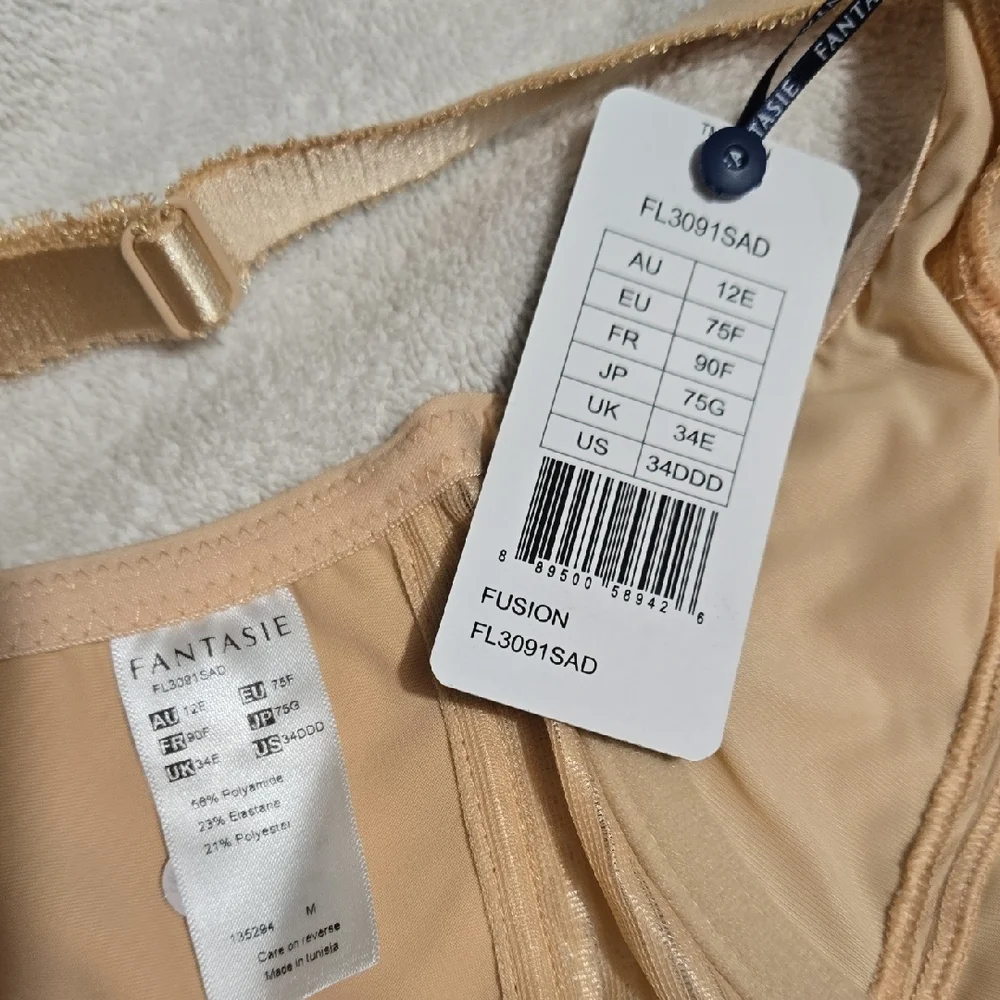 FANTASIE
FL3091SAD
AU 12E
EU 75F
FR 90F
JP 75G
UK 34E
US 34DDD
8 89500 58942 6
FUSION
FL3091SAD
FANTASIE
FL3091SAD
AU 12E EU 75F
FR 90F JP 75G
UK 34E US 34DDD
23% Elastane
21% Polyester
135294 M
Care on reverse
Made in tunisia